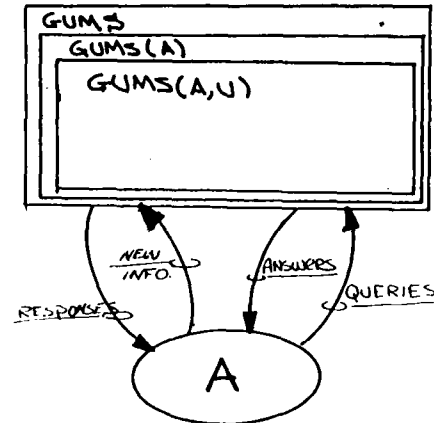 GUMS
GUMS(A)
GUMS(A,U)
NEW
INFO.
ANSWERS
QUERIES
RESPONSES
A